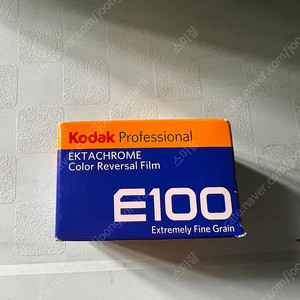 Kodak Professional
EKTACHROME
Color Reversal Film
E100
Extremely Fine Grain